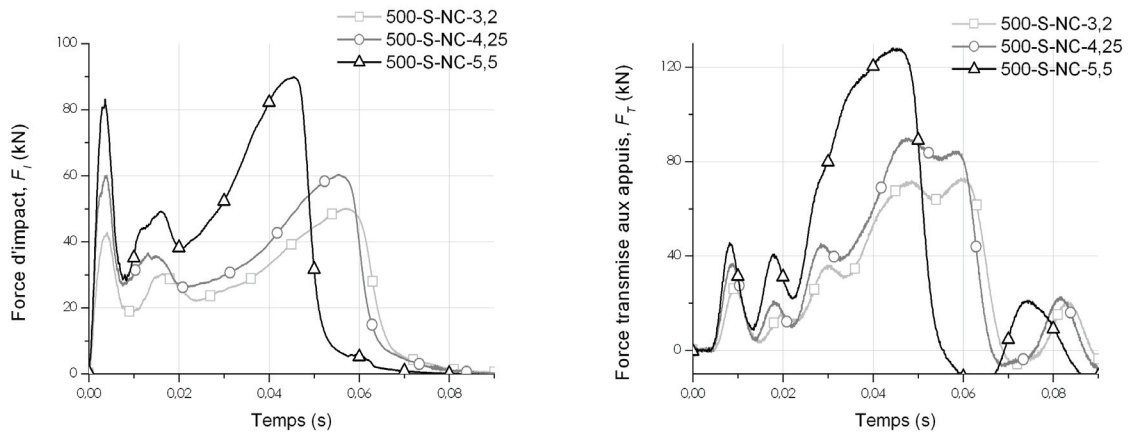 500-S-NC-3,2
500-S-NC-4,25
500-S-NC-5,5
100
80
60
40
20
0
Force d'impact, F_I (kN)
0,00
0,02
0,04
0,06
0,08
Temps (s)
500-S-NC-3,2
500-S-NC-4,25
500-S-NC-5,5
120
80
40
0
Force transmise aux appuis, F_T (kN)
0,00
0,02
0,04
0,06
0,08
Temps (s)